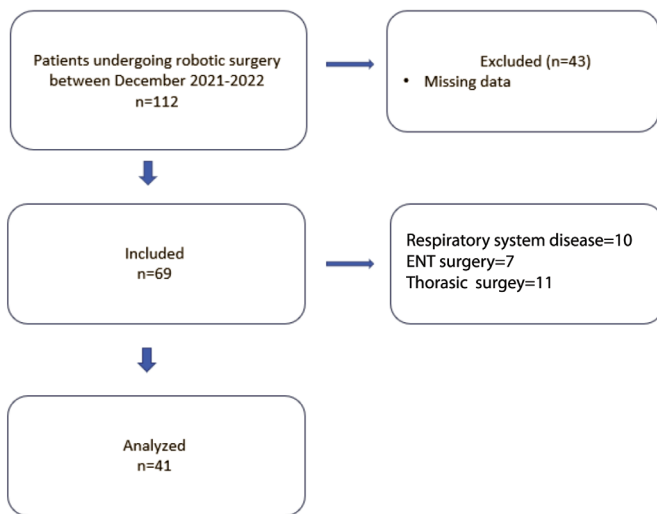 Patients undergoing robotic surgery
between December 2021-2022
n=112
Excluded (n=43)
• Missing data
Included
n=69
Respiratory system disease=10
ENT surgery=7
Thorasic surgey=11
Analyzed
n=41